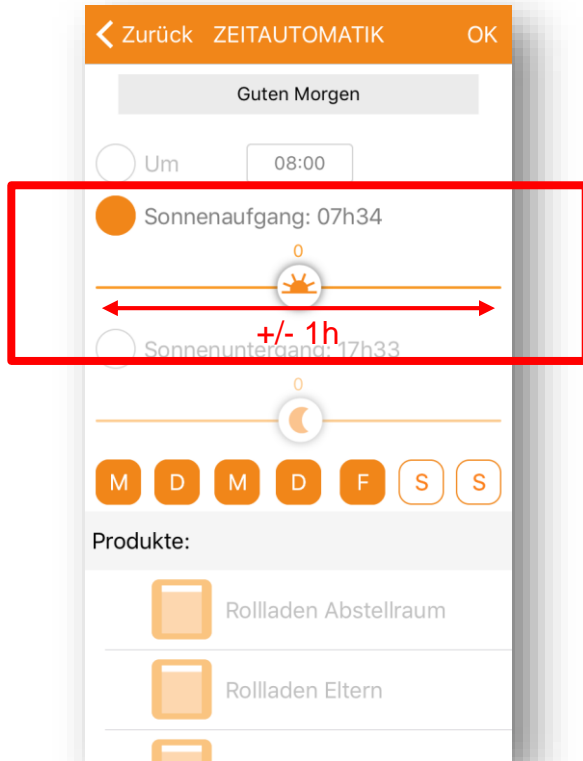 Zurück ZEITAUTOMATIK OK
Guten Morgen
Um 08:00
Sonnenaufgang: 07h34
0
+/- 1h
Sonnenuntergang: 17h33
0
M D M D F S S
Produkte:
Rollladen Abstellraum
Rollladen Eltern